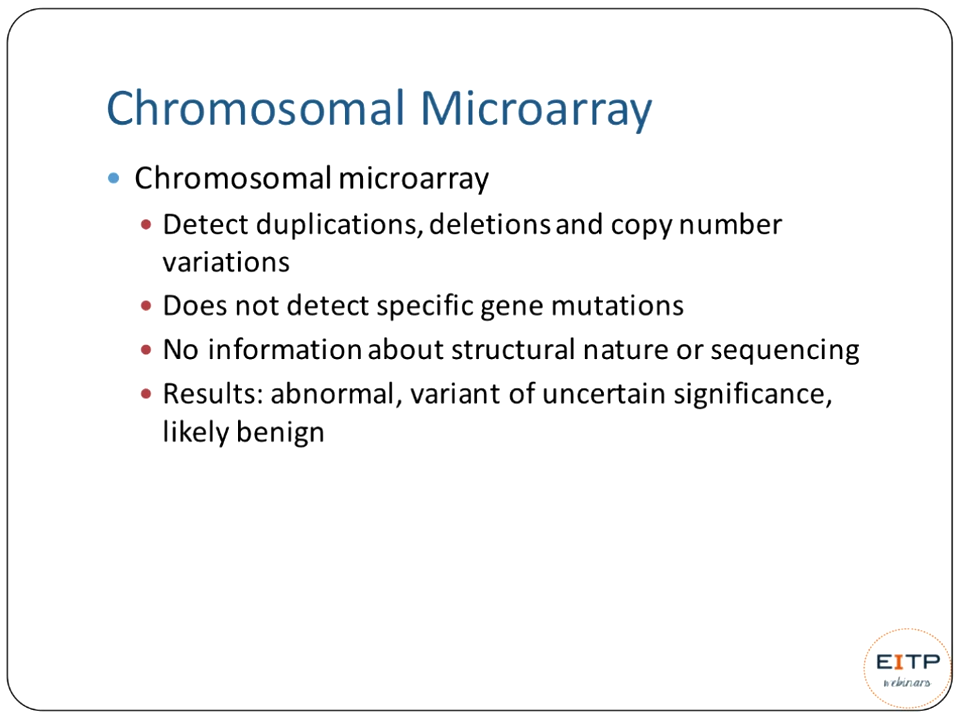 Chromosomal Microarray
Chromosomal microarray
Detect duplications, deletions and copy number
variations
Does not detect specific gene mutations
No information about structural nature or sequencing
Results: abnormal, variant of uncertain significance,
likely benign
EITP
webinars